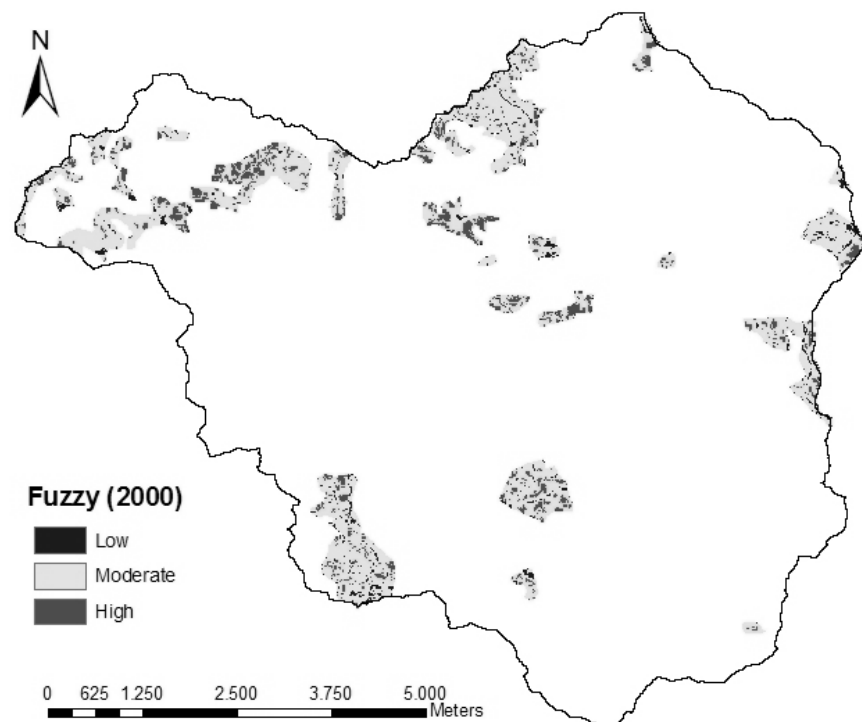 N
Fuzzy (2000)
Low
Moderate
High
0 625 1.250 2.500 3.750 5.000
Meters